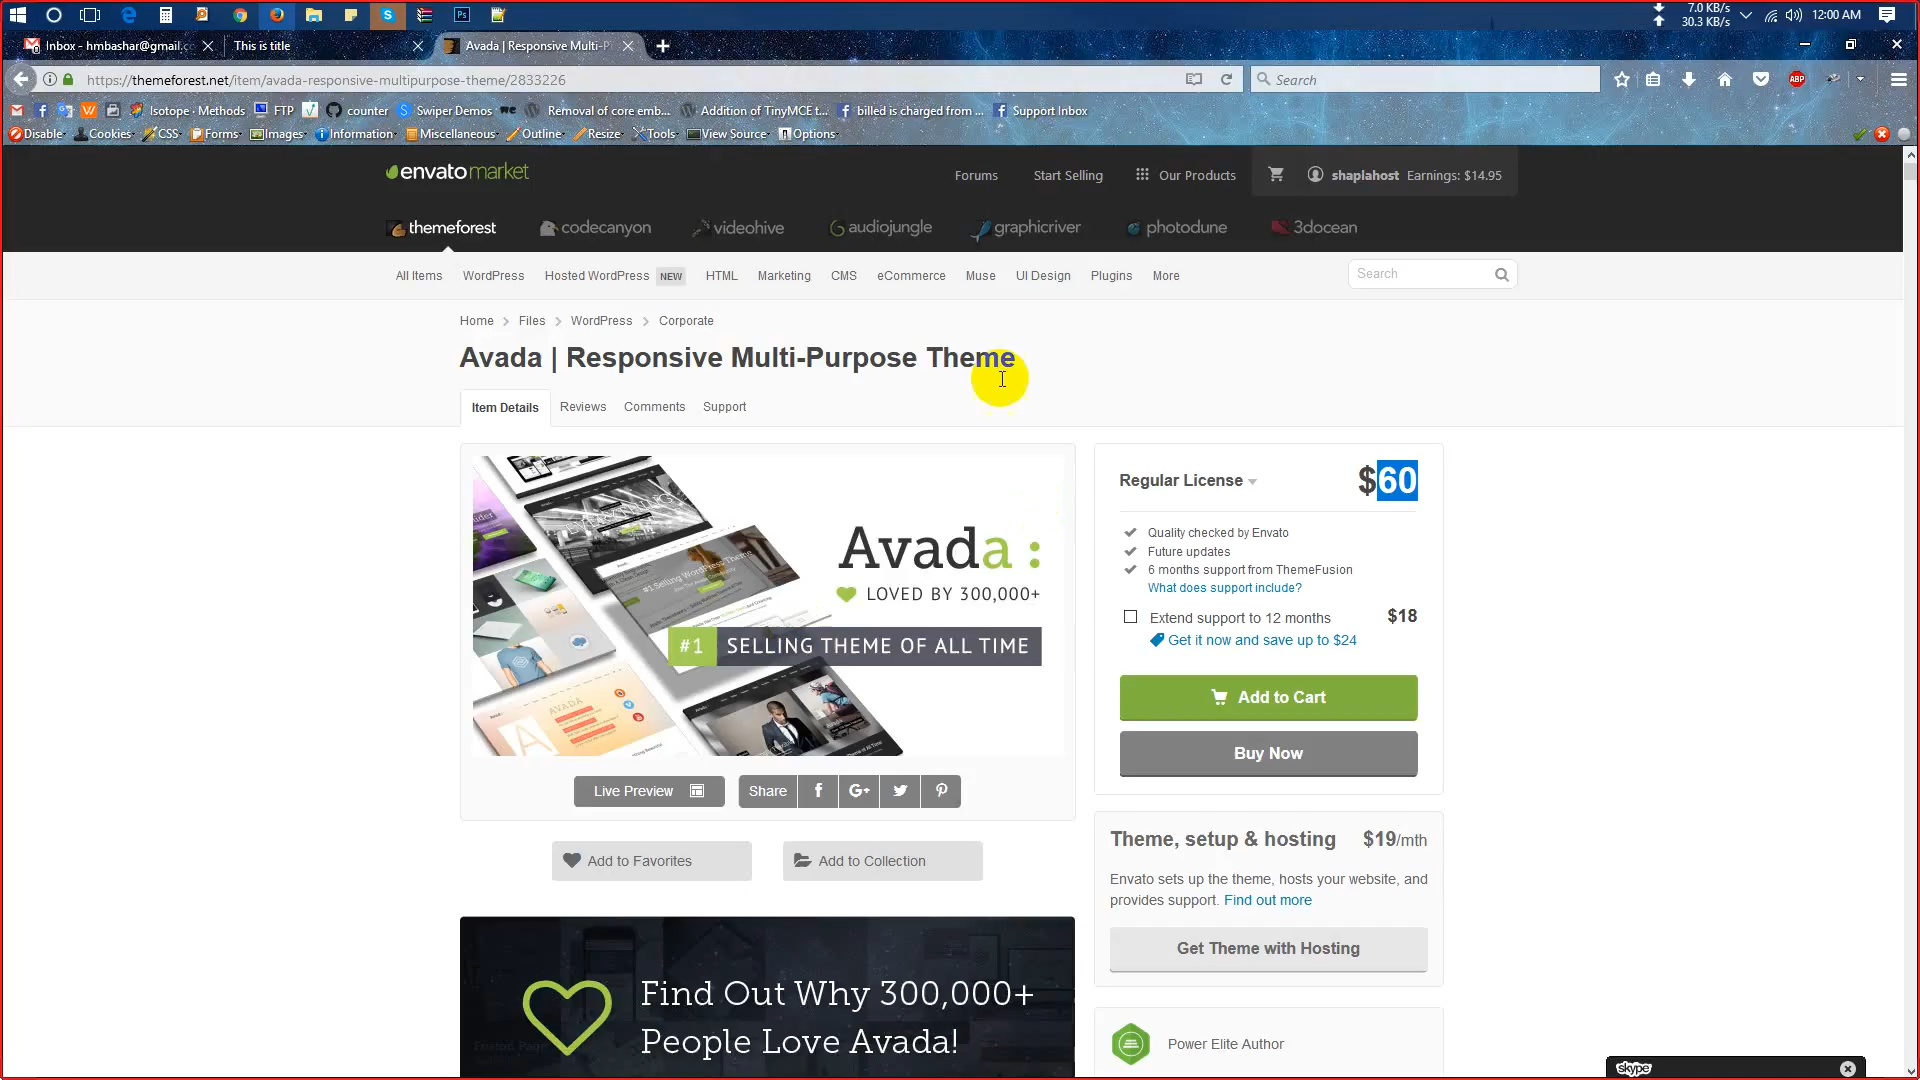 7.0 KB/s
30.3 KB/s
12:00 AM
Inbox - hmbashar@gmail.c
This is title
Avada | Responsive Multi-P
https://themeforest.net/item/avada-responsive-multipurpose-theme/2833226
Search
ABP
Isotope · Methods
FTP
counter
Swiper Demos
Removal of core emb...
Addition of TinyMCE t...
billed is charged from ...
Support Inbox
Disable
Cookies
CSS
Forms
Images
Information
Miscellaneous
Outline
Resize
Tools
View Source
Options
envatomarket
Forums
Start Selling
Our Products
shaplahost
Earnings: $14.95
themeforest
codecanyon
videohive
audiojungle
graphicriver
photodune
3docean
All Items
WordPress
Hosted WordPress NEW
HTML
Marketing
CMS
eCommerce
Muse
UI Design
Plugins
More
Search
Home
Files
WordPress
Corporate
Avada | Responsive Multi-Purpose Theme
Item Details
Reviews
Comments
Support
Avada :
LOVED BY 300,000+
#1 SELLING THEME OF ALL TIME
Live Preview
Share
Add to Favorites
Add to Collection
Find Out Why 300,000+
People Love Avada!
Regular License
$60
Quality checked by Envato
Future updates
6 months support from ThemeFusion
What does support include?
Extend support to 12 months
$18
Get it now and save up to $24
Add to Cart
Buy Now
Theme, setup & hosting
$19/mth
Envato sets up the theme, hosts your website, and
provides support. Find out more
Get Theme with Hosting
Power Elite Author
skype